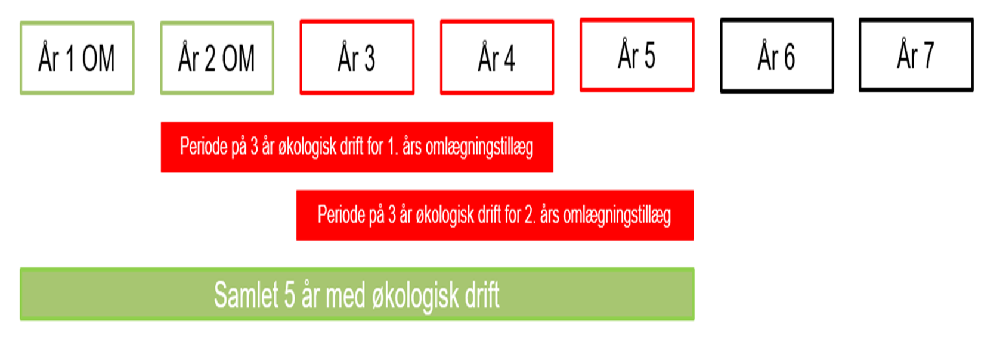 År 1 OM
År 2 OM
År 3
År 4
År 5
År 6
År 7
Periode på 3 år økologisk drift for 1. års omlægningstillæg
Periode på 3 år økologisk drift for 2. års omlægningstillæg
Samlet 5 år med økologisk drift